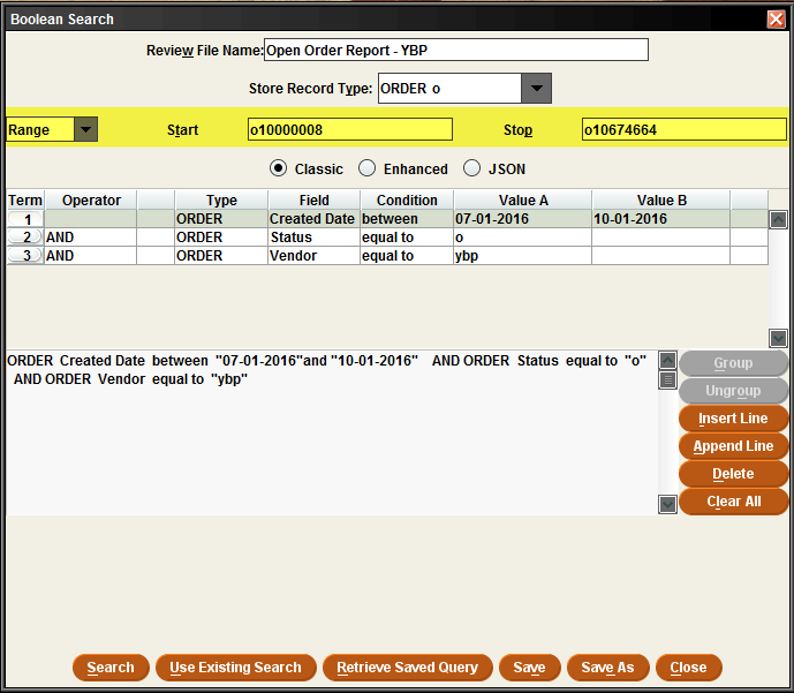 Boolean Search
Review File Name: Open Order Report - YBP
Store Record Type: ORDER o
Range Start o10000008 Stop o10674664
Classic Enhanced JSON
Term Operator Type Field Condition Value A Value B
1 ORDER Created Date between 07-01-2016 10-01-2016
2 AND ORDER Status equal to o
3 AND ORDER Vendor equal to ybp
ORDER Created Date between "07-01-2016"and "10-01-2016" AND ORDER Status equal to "o"
AND ORDER Vendor equal to "ybp"
Group
Ungroup
Insert Line
Append Line
Delete
Clear All
Search Use Existing Search Retrieve Saved Query Save Save As Close